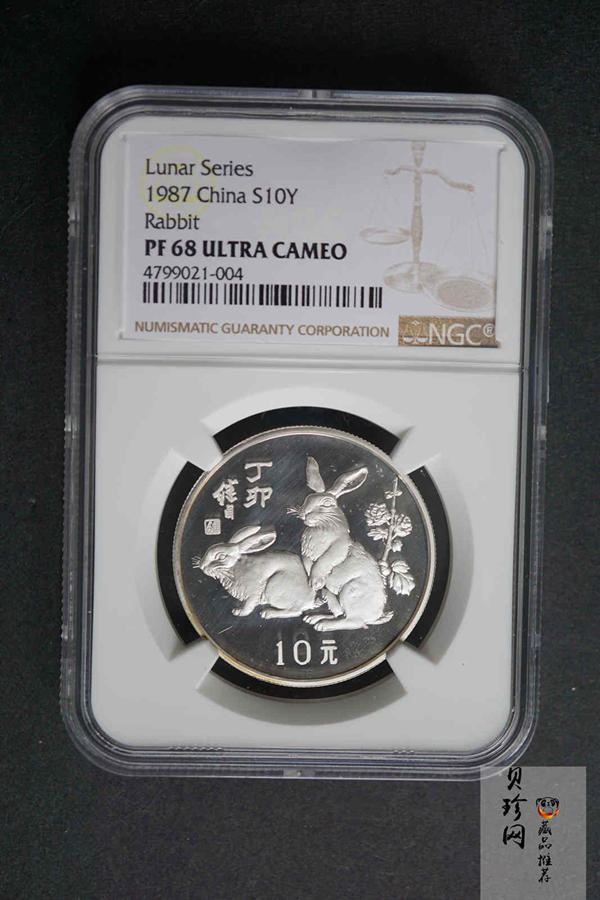 Lunar Series
1987 China S10Y
Rabbit
PF 68 ULTRA CAMEO
4799021-004
NUMISMATIC GUARANTY CORPORATION
NGC®
丁卯
10元
贝珍网
藏品推荐